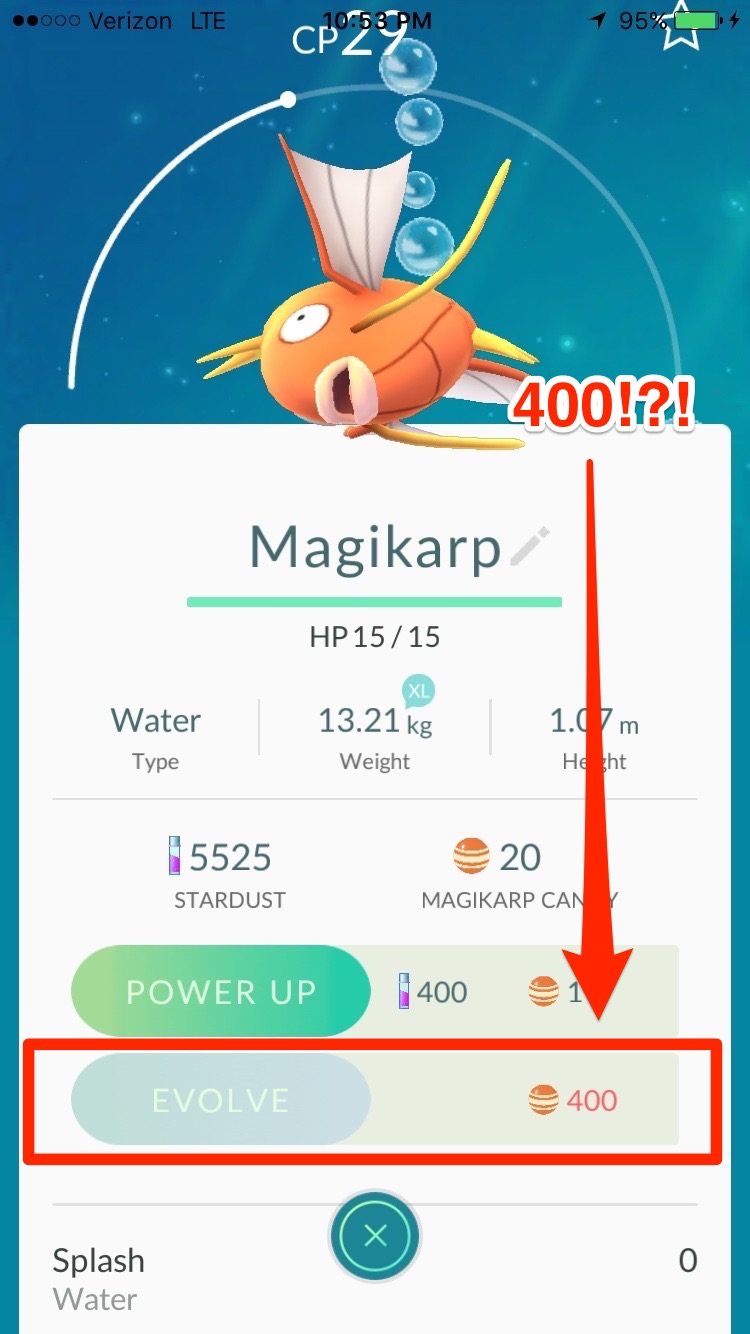 Verizon LTE 10:53 PM 95%
CP29
400!?!
Magikarp
HP 15 / 15
XL
Water 13.21 kg 1.07 m
Type Weight Height
5525 20
STARDUST MAGIKARP CANDY
POWER UP 400 1
EVOLVE 400
Splash 0
Water